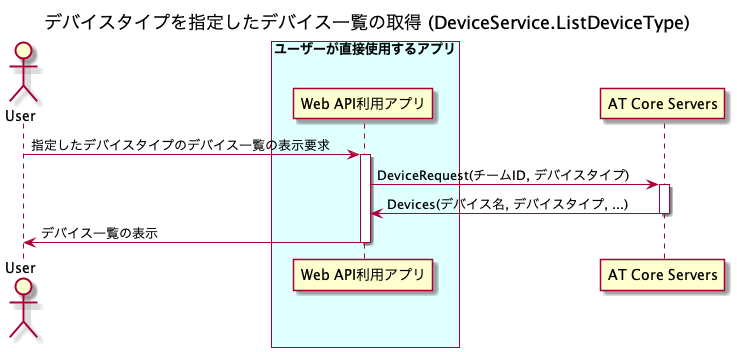 デバイスタイプを指定したデバイス一覧の取得 (DeviceService.ListDeviceType)
ユーザーが直接使用するアプリ
User
Web API利用アプリ
AT Core Servers
指定したデバイスタイプのデバイス一覧の表示要求
DeviceRequest(チームID, デバイスタイプ)
Devices(デバイス名, デバイスタイプ, ...)
デバイス一覧の表示
User
Web API利用アプリ
AT Core Servers